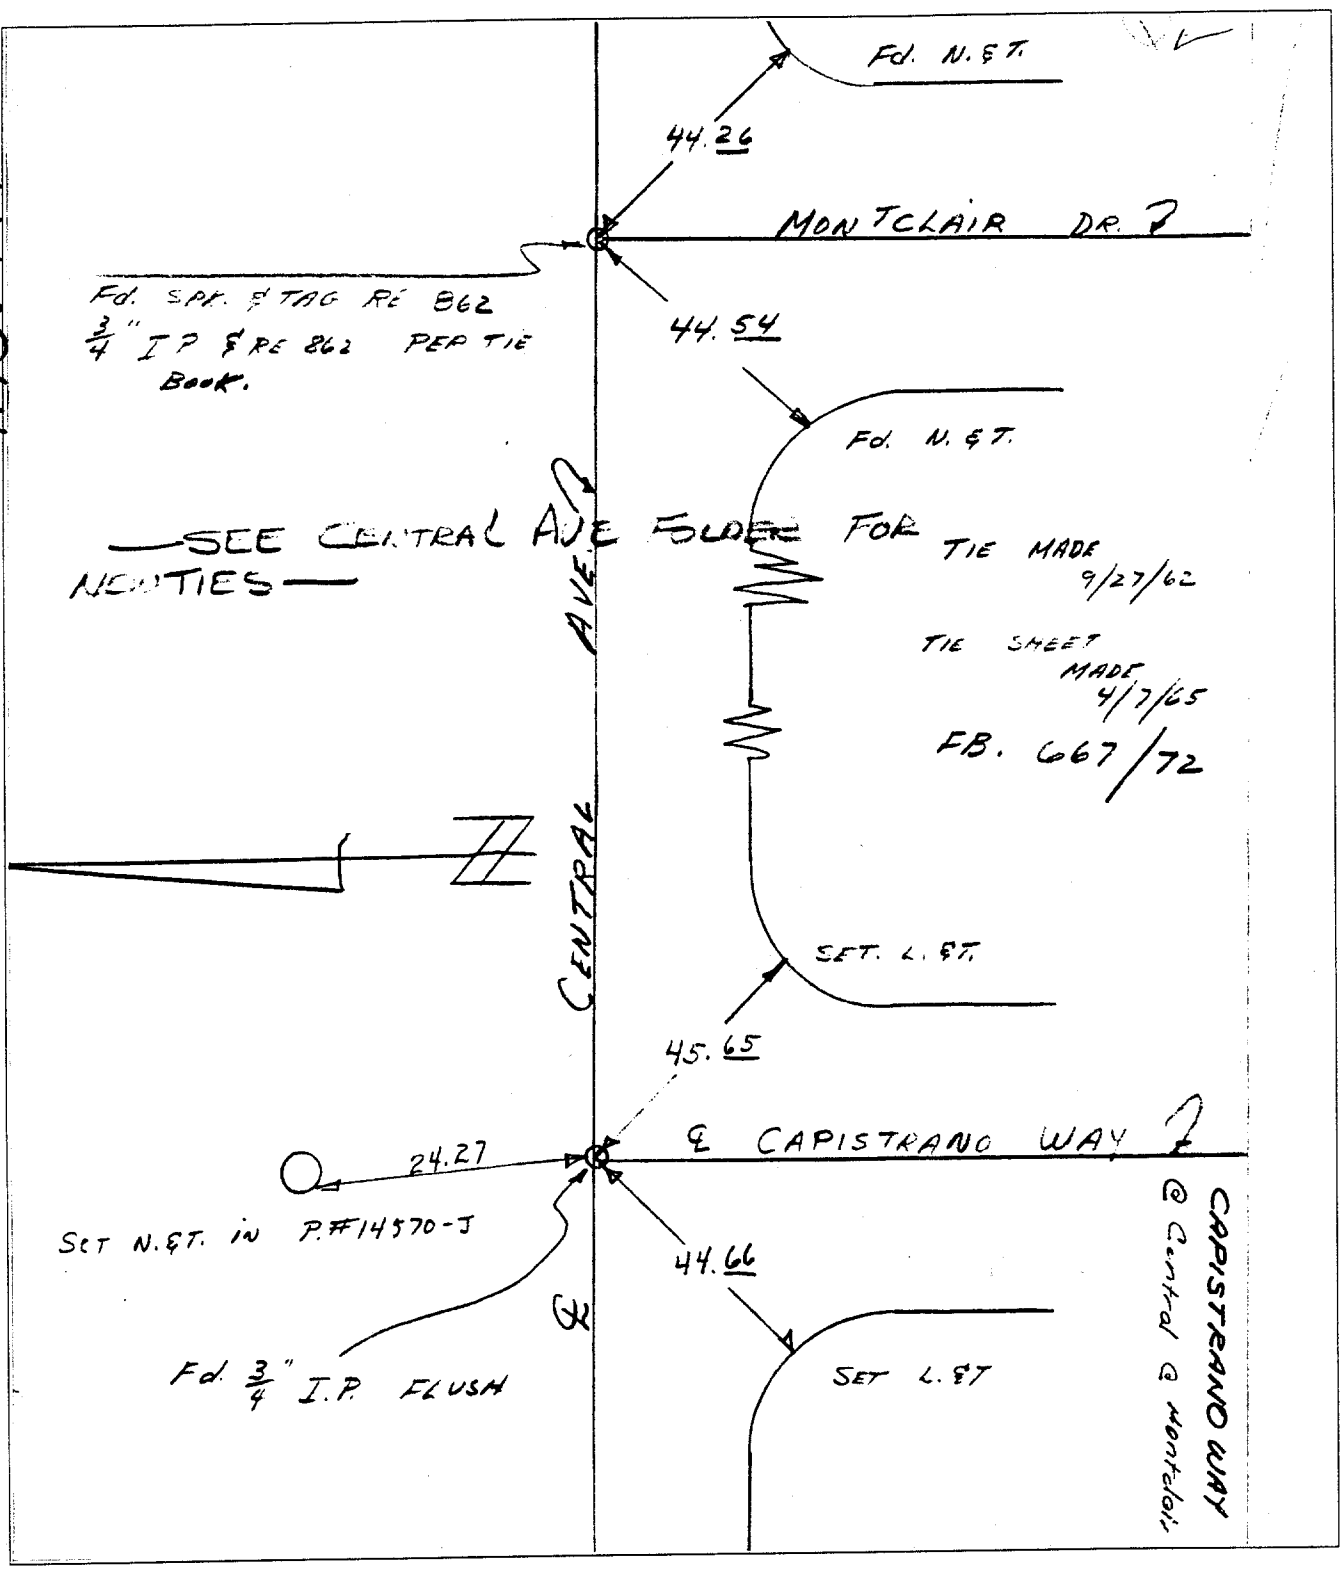 Fd. N. & T.
44.26
MONTCLAIR DR.
Fd. SPK. & TAG RE 862
3/4" I P & RE 862 PER TIE
BOOK.
44.54
Fd. N. & T.
— SEE CENTRAL AVE FOLDER FOR
NEW TIES —
TIE MADE
9/27/62
TIE SHEET
MADE
4/7/65
FB. 667/72
℄ CENTRAL AVE.
N
SET. L. & T.
45.65
℄ CAPISTRANO WAY
24.27
SET N. & T. in P.#14570-J
44.66
Fd. 3/4" I.P. FLUSH
SET L. & T
CAPISTRANO WAY
@ Central @ Montclair